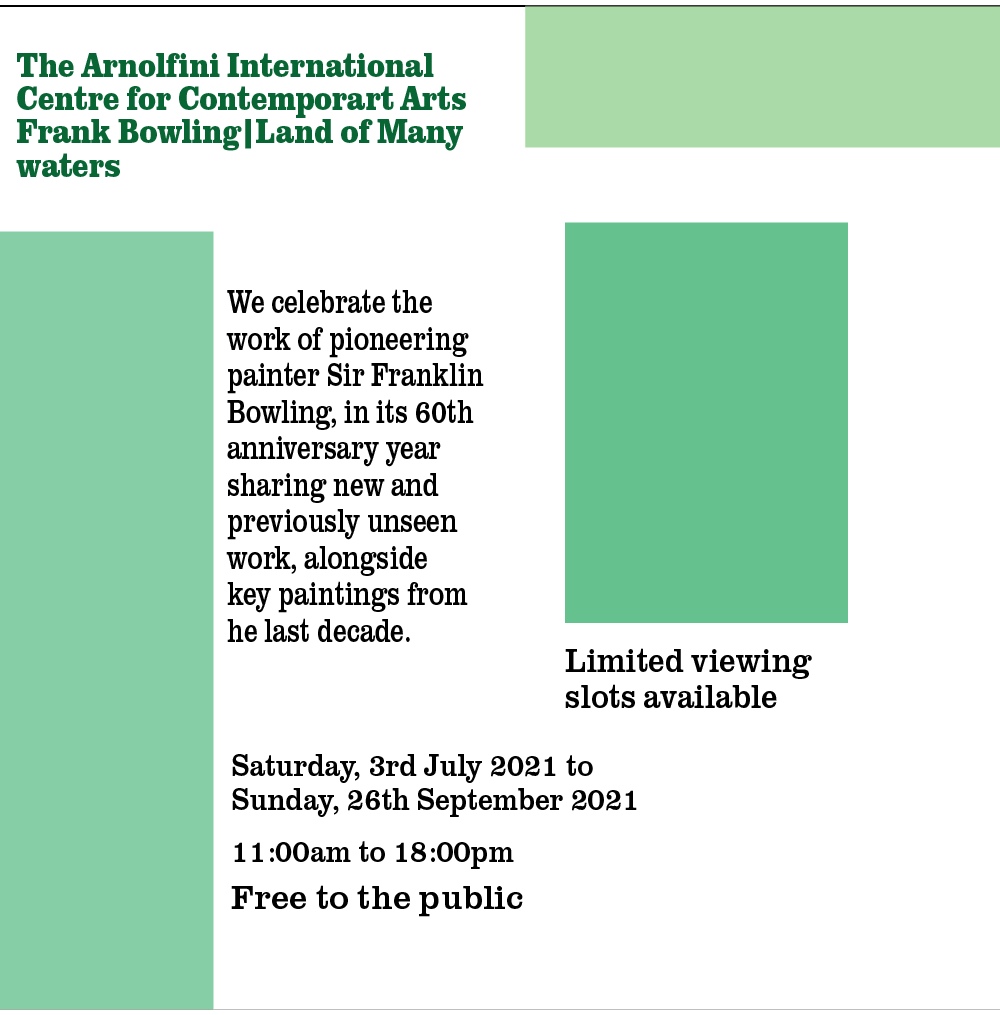 The Arnolfini International
Centre for Contemporart Arts
Frank Bowling|Land of Many
waters
We celebrate the
work of pioneering
painter Sir Franklin
Bowling, in its 60th
anniversary year
sharing new and
previously unseen
work, alongside
key paintings from
he last decade.
Limited viewing
slots available
Saturday, 3rd July 2021 to
Sunday, 26th September 2021
11:00am to 18:00pm
Free to the public